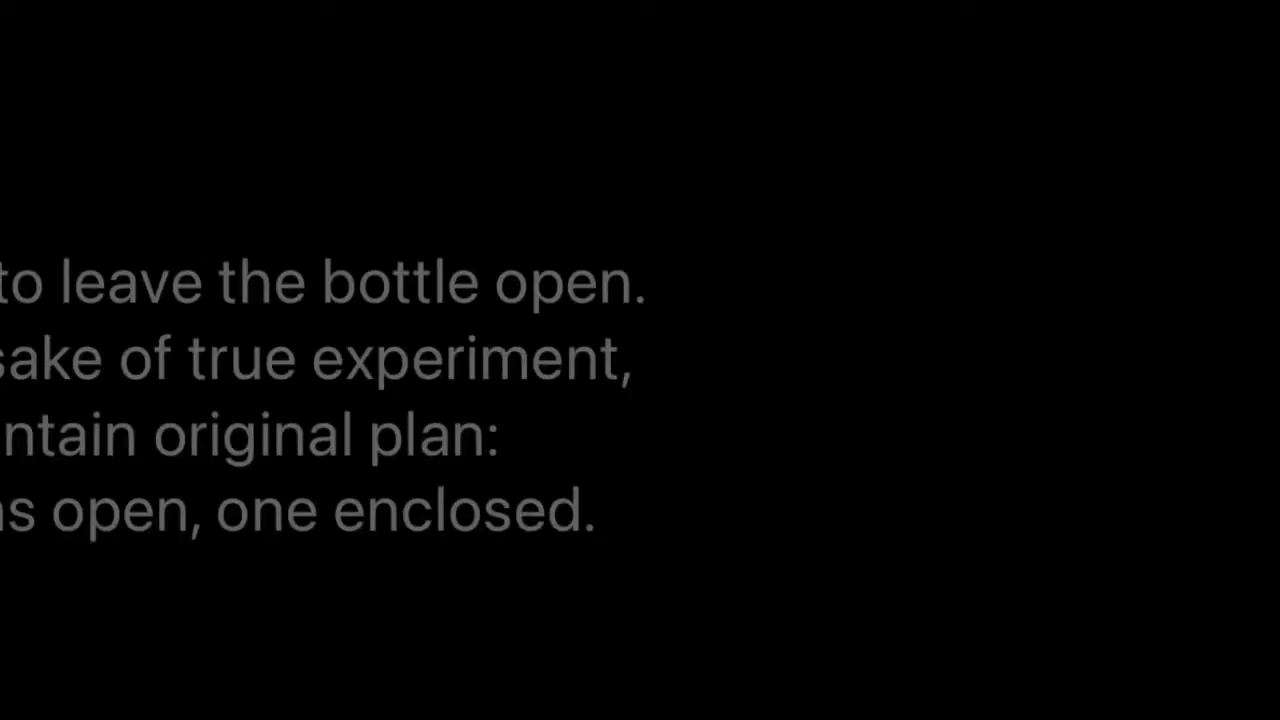 to leave the bottle open.
sake of true experiment,
ntain original plan:
ns open, one enclosed.